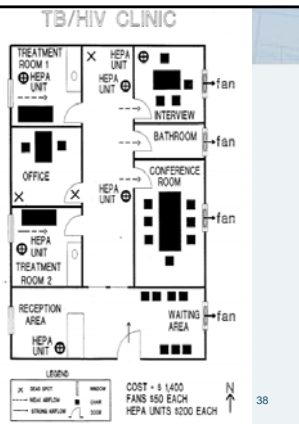 TB/HIV CLINIC
TREATMENT
ROOM 1
HEPA
UNIT
X
HEPA
UNIT
HEPA
UNIT
fan
INTERVIEW
BATHROOM
fan
OFFICE
X
X
HEPA
UNIT
CONFERENCE
ROOM
fan
HEPA
UNIT
TREATMENT
ROOM 2
RECEPTION
AREA
HEPA
UNIT
WAITING
AREA
fan
LEGEND
X DEAD SPOT
WINDOW
WEAK AIRFLOW
CHAIR
STRONG AIRFLOW
DOOR
COST = $ 1,400
FANS $50 EACH
HEPA UNITS $200 EACH
N
38